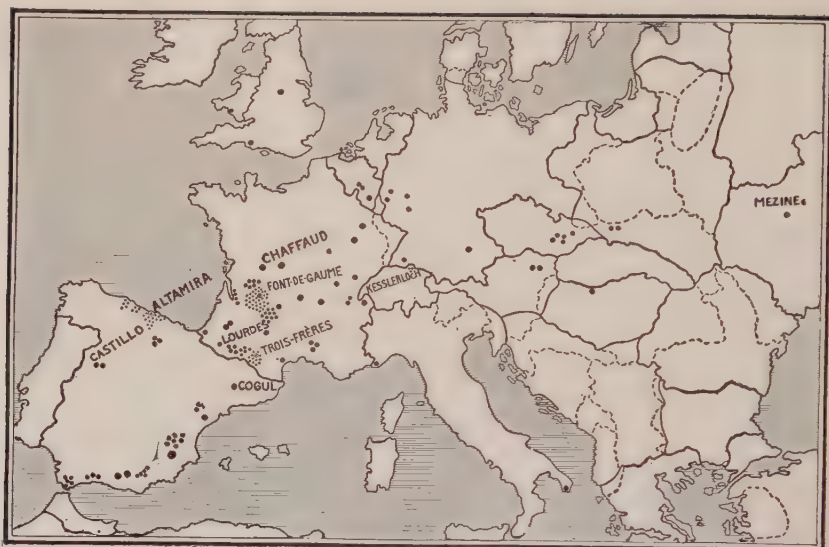 MEZINE
CHAFFAUD
ALTAMIRA
FONT-DE-GAUME
KESSLERLOCH
CASTILLO
LOURDES
TROIS-FRÈRES
COGUL